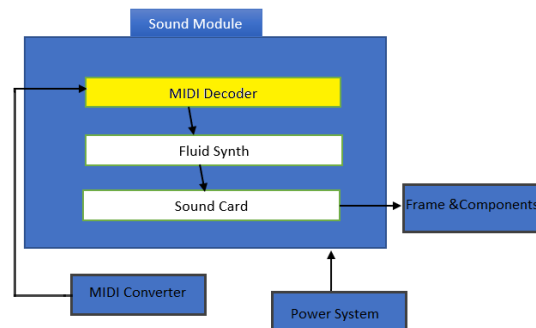 Sound Module
MIDI Decoder
Fluid Synth
Sound Card
Frame &Components
MIDI Converter
Power System